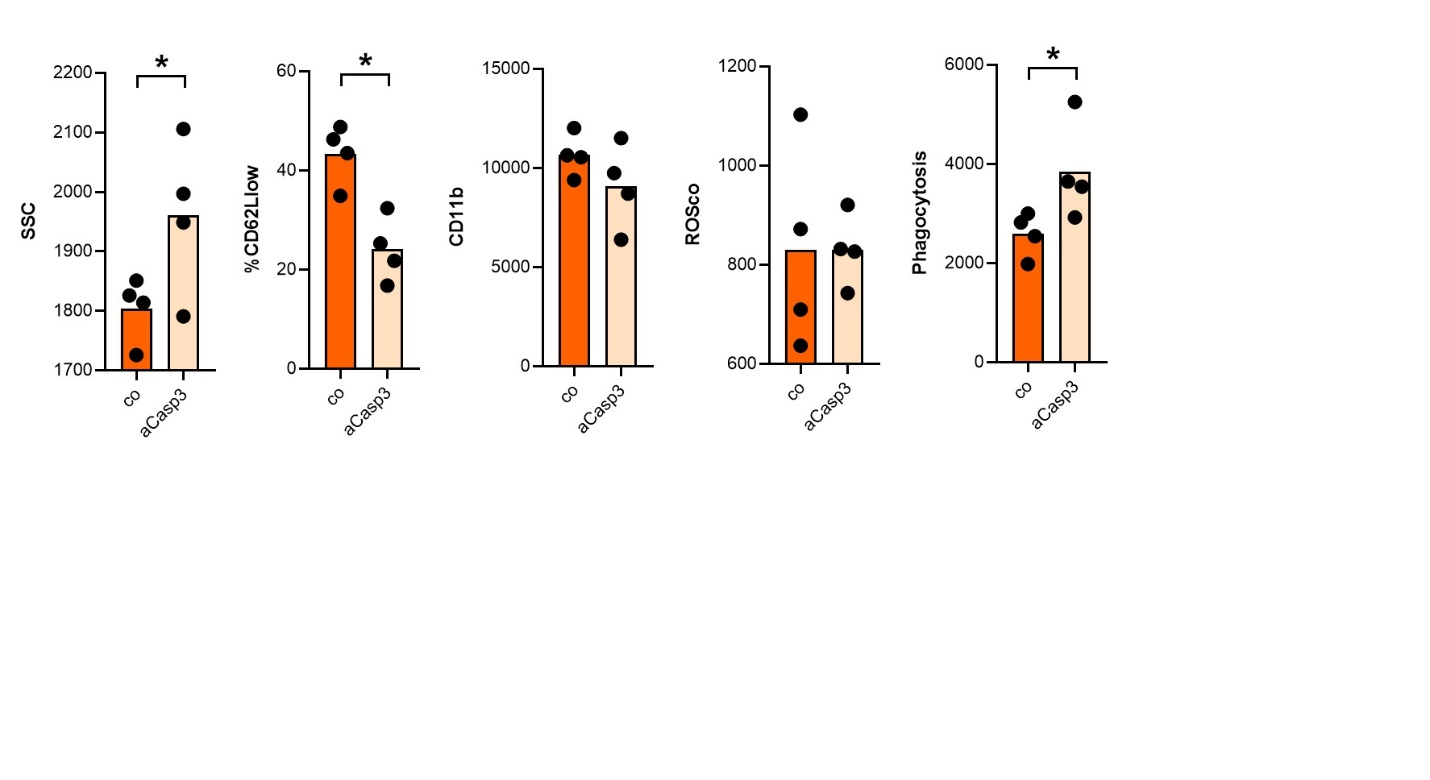 SSC
2200
2100
2000
1900
1800
1700
*
co
aCasp3
%CD62Llow
60
40
20
0
*
co
aCasp3
CD11b
15000
10000
5000
0
co
aCasp3
ROSco
1200
1000
800
600
co
aCasp3
Phagocytosis
6000
4000
2000
0
*
co
aCasp3